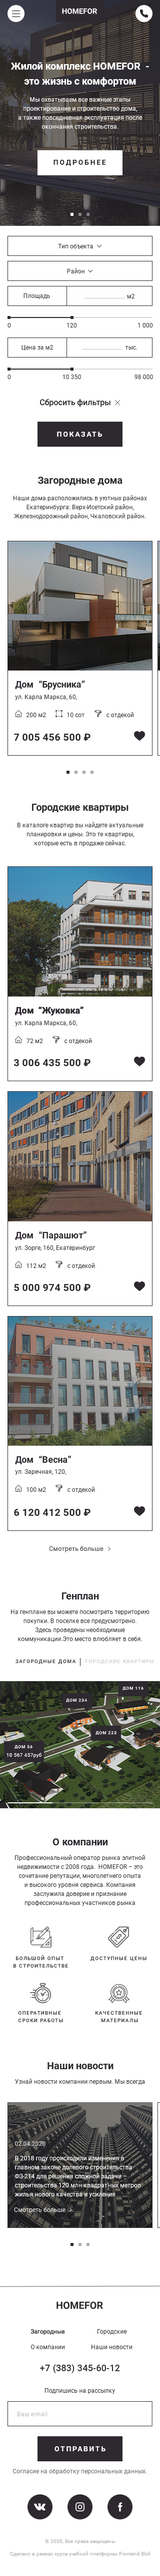 HOMEFOR
Жилой комплекс HOMEFOR -
это жизнь с комфортом
Мы охватываем все важные этапы
проектирование и строительства дома,
а также повседневная эксплуатация после
окончания строительства.
ПОДРОБНЕЕ
Тип объекта
Район
Площадь
м2
0 120 1 000
Цена за м2
тыс.
0 10 350 98 000
Сбросить фильтры
ПОКАЗАТЬ
Загородные дома
Наши дома расположились в уютных районах
Екатеринбурга: Верх-Исетский район,
Железнодорожный район, Чкаловский район.
Дом “Брусника”
ул. Карла Маркса, 60,
200 м2 10 сот с отделкой
7 005 456 500 ₽
Городские квартиры
В каталоге квартир вы найдете актуальные
планировки и цены. Это те квартиры,
которые есть в продаже сейчас.
Дом “Жуковка”
ул. Карла Маркса, 60,
72 м2 с отделкой
3 006 435 500 ₽
Дом “Парашют”
ул. Зорге, 160, Екатеринбург
112 м2 с отделкой
5 000 974 500 ₽
Дом “Весна”
ул. Заречная, 120,
100 м2 с отделкой
6 120 412 500 ₽
Смотреть больше
Генплан
На генплане вы можете посмотреть территорию
посёлка. В поселке все предусмотрено.
Здесь проведены необходимые
коммуникации.Это место влюбляет в себя.
ЗАГОРОДНЫЕ ДОМА ГОРОДСКИЕ КВАРТИРЫ
ДОМ 116
ДОМ 234
ДОМ 223
ДОМ 56
10 567 457руб
О компании
Профессиональный оператор рынка элитной
недвижимости с 2008 года. HOMEFOR – это
сочетание репутации, многолетнего опыта
и высокого уровня сервиса. Компания
заслужила доверие и признание
профессиональных участников рынка
БОЛЬШОЙ ОПЫТ
В СТРОИТЕЛЬСТВЕ
ДОСТУПНЫЕ ЦЕНЫ
ОПЕРАТИВНЫЕ
СРОКИ РАБОТЫ
КАЧЕСТВЕННЫЕ
МАТЕРИАЛЫ
Наши новости
Узнай новости компании первым. Мы всегда
02.04.2020
В 2018 году происходили изменения в
главном законе долевого строительства
ФЗ-214 для решения сложной задачи –
строительства 120 млн квадратных метров
жилья нового качества и усиления
Смотреть больше
HOMEFOR
Загородные Городские
О компании Наши новости
+7 (383) 345-60-12
Подпишись на рассылку
Ваш e-mail
ОТПРАВИТЬ
Согласие на обработку персональных данных.
© 2020, Все права защищены
Сделано в рамках курса учебной платформы Frontend Blok